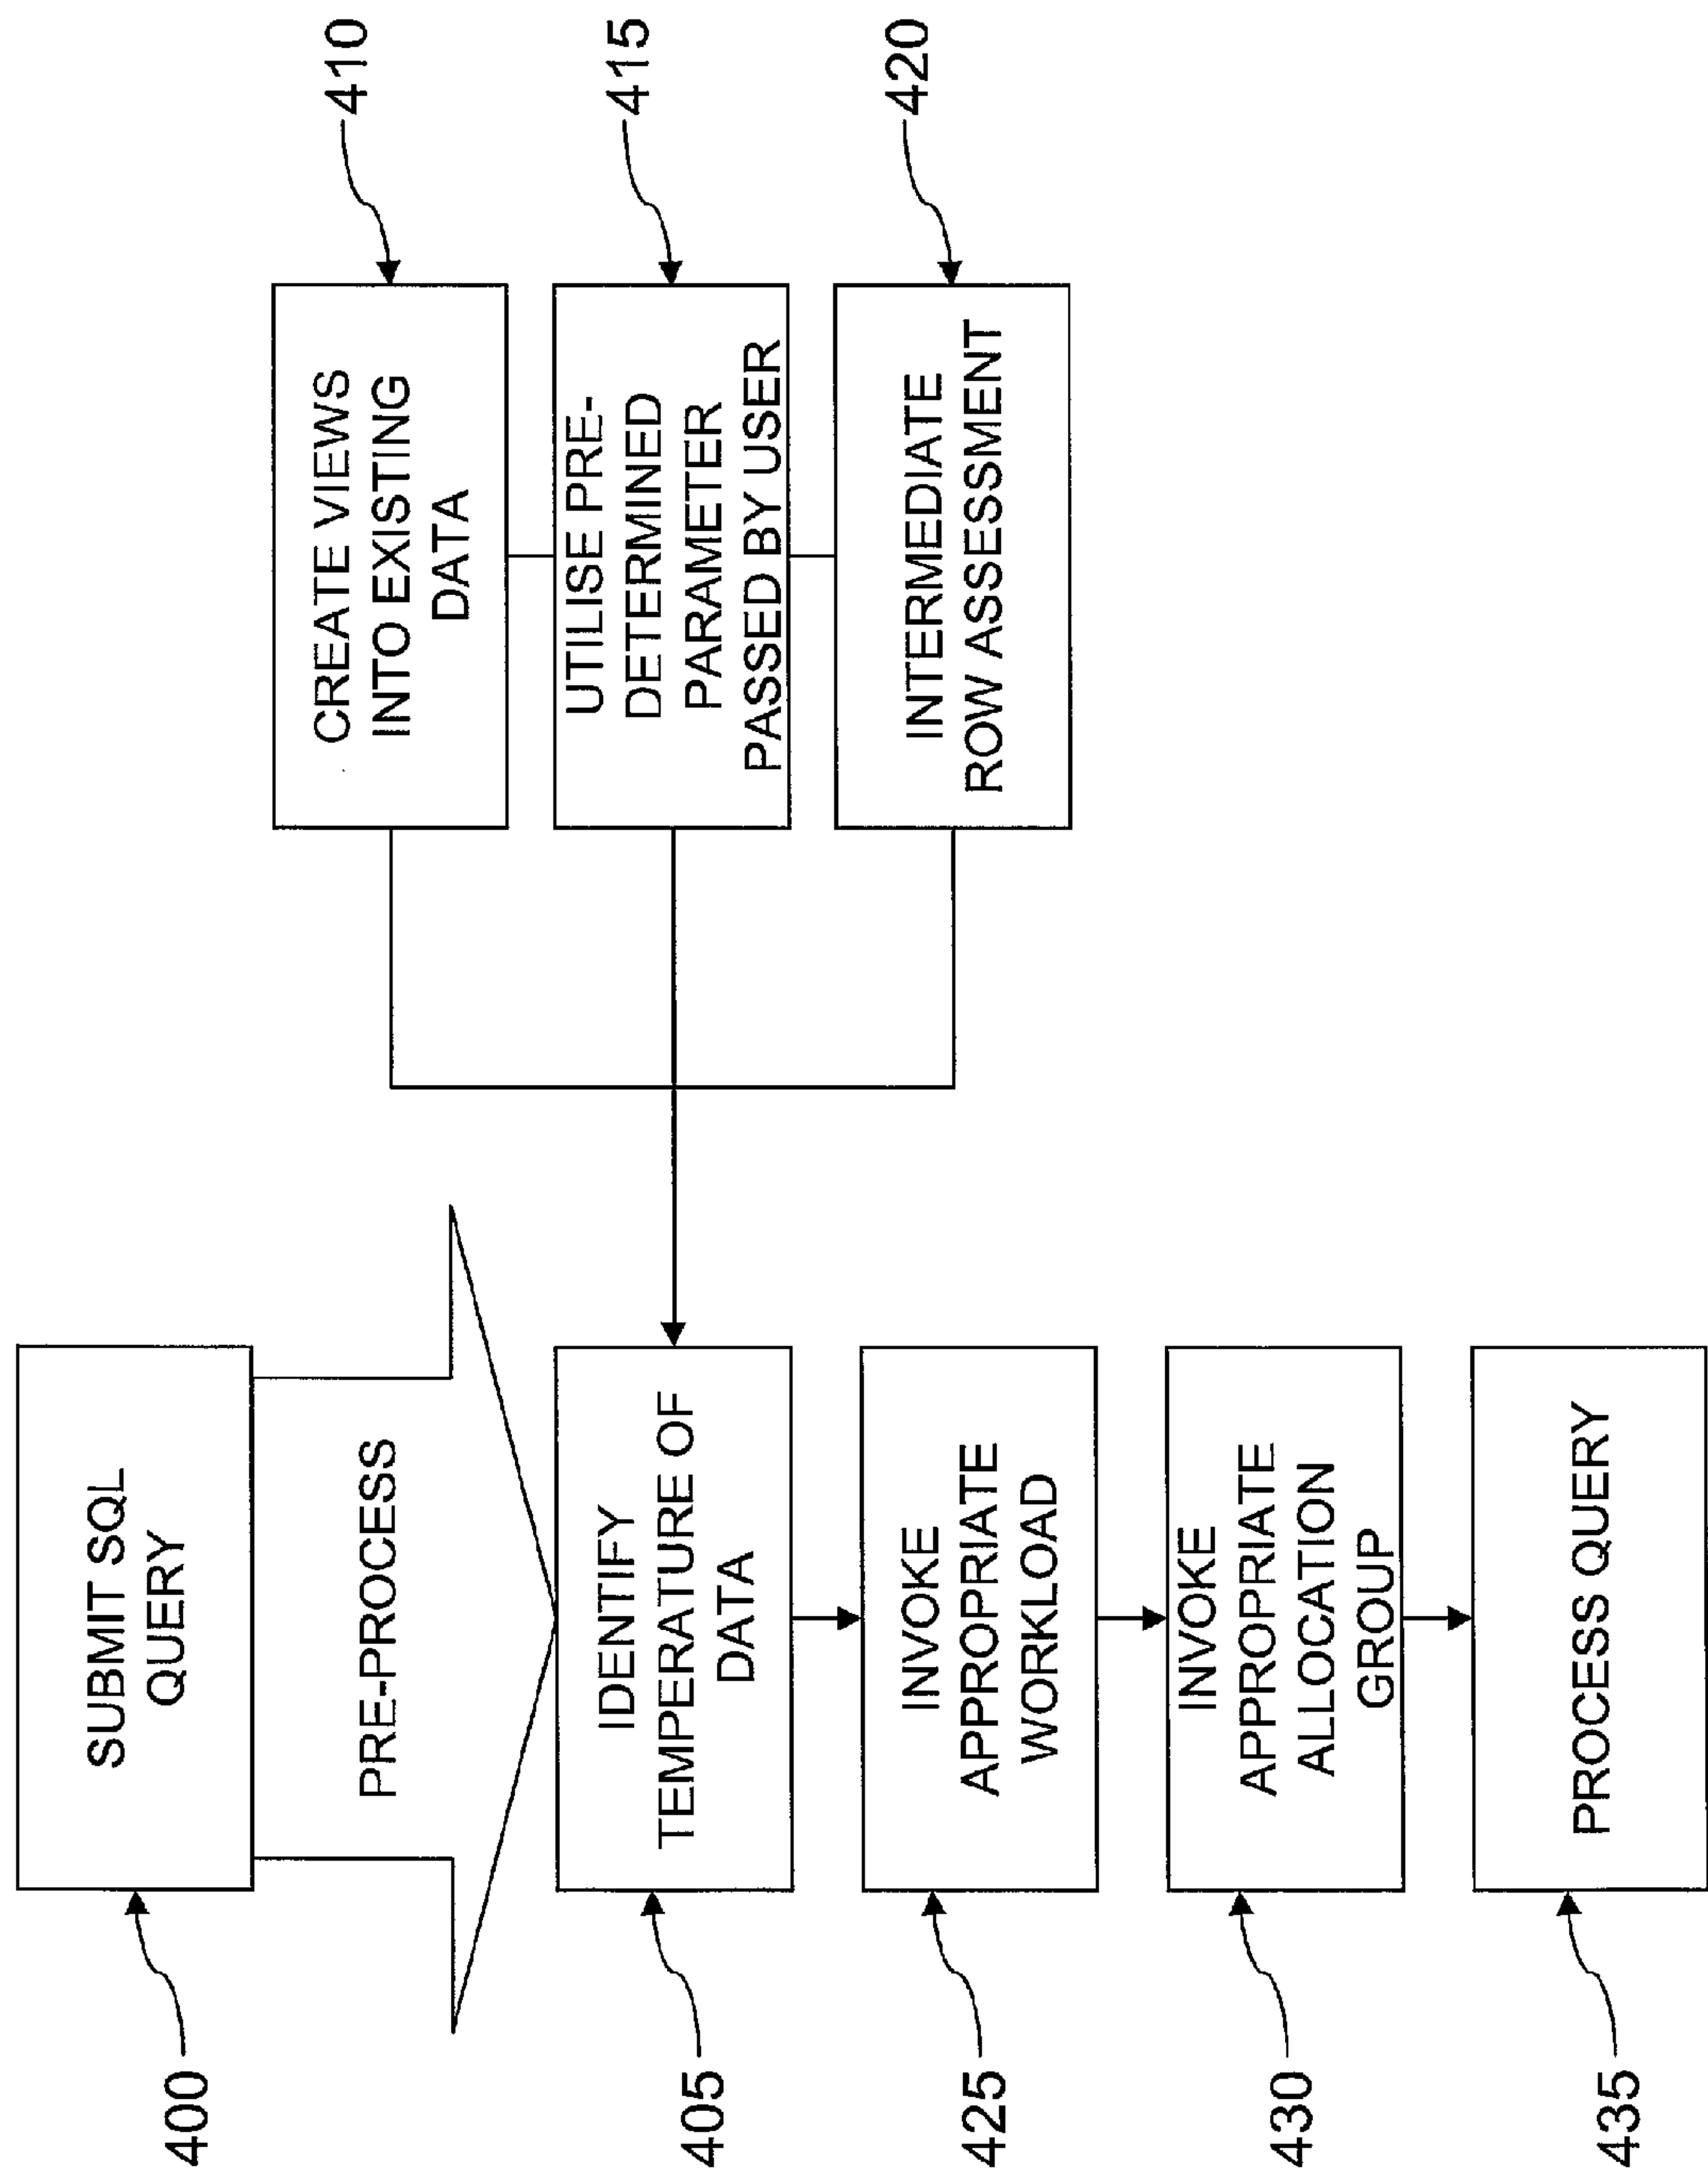 400
SUBMIT SQL
QUERY
PRE-PROCESS
405
IDENTIFY
TEMPERATURE OF
DATA
425
INVOKE
APPROPRIATE
WORKLOAD
430
INVOKE
APPROPRIATE
ALLOCATION
GROUP
435
PROCESS QUERY
CREATE VIEWS
INTO EXISTING
DATA
410
UTILISE PRE-
DETERMINED
PARAMETER
PASSED BY USER
415
INTERMEDIATE
ROW ASSESSMENT
420